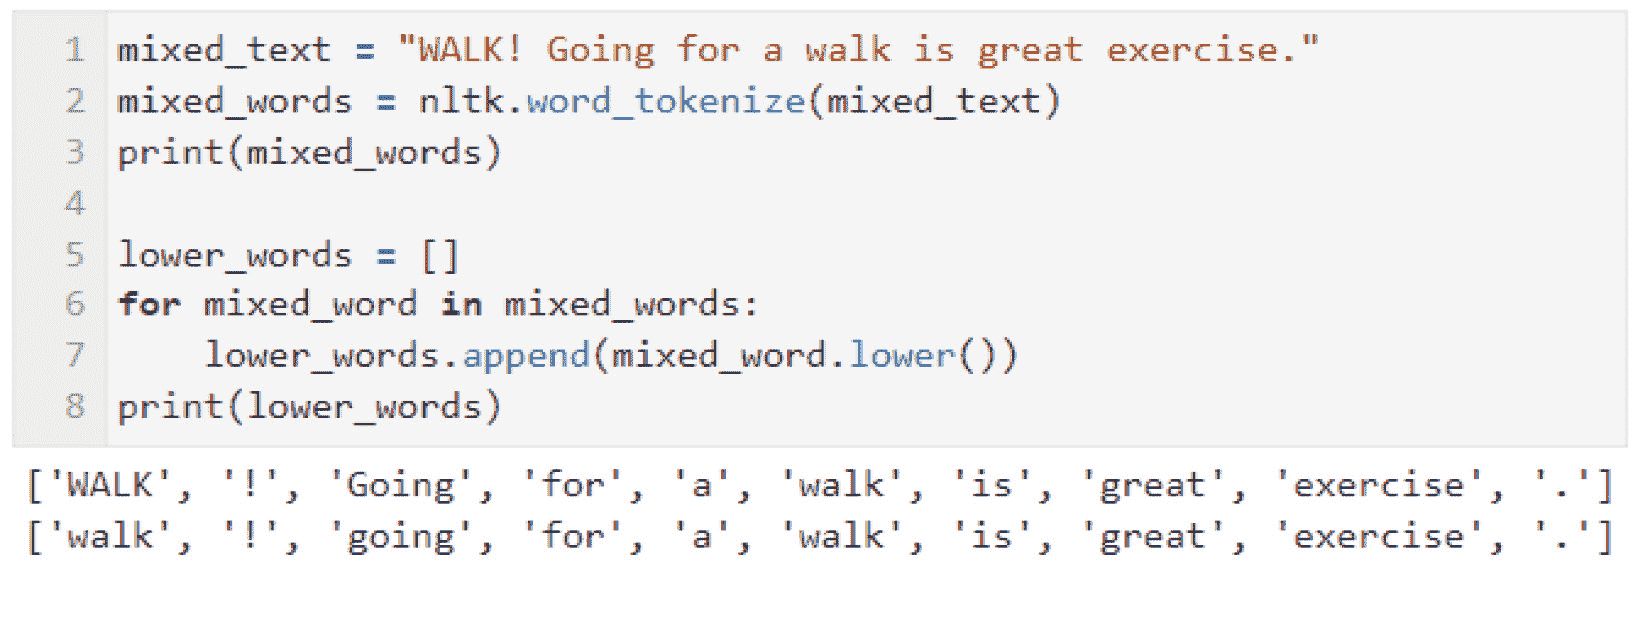 1 mixed_text = "WALK! Going for a walk is great exercise."
2 mixed_words = nltk.word_tokenize(mixed_text)
3 print(mixed_words)
4
5 lower_words = []
6 for mixed_word in mixed_words:
7     lower_words.append(mixed_word.lower())
8 print(lower_words)
['WALK', '!', 'Going', 'for', 'a', 'walk', 'is', 'great', 'exercise', '.']
['walk', '!', 'going', 'for', 'a', 'walk', 'is', 'great', 'exercise', '.']